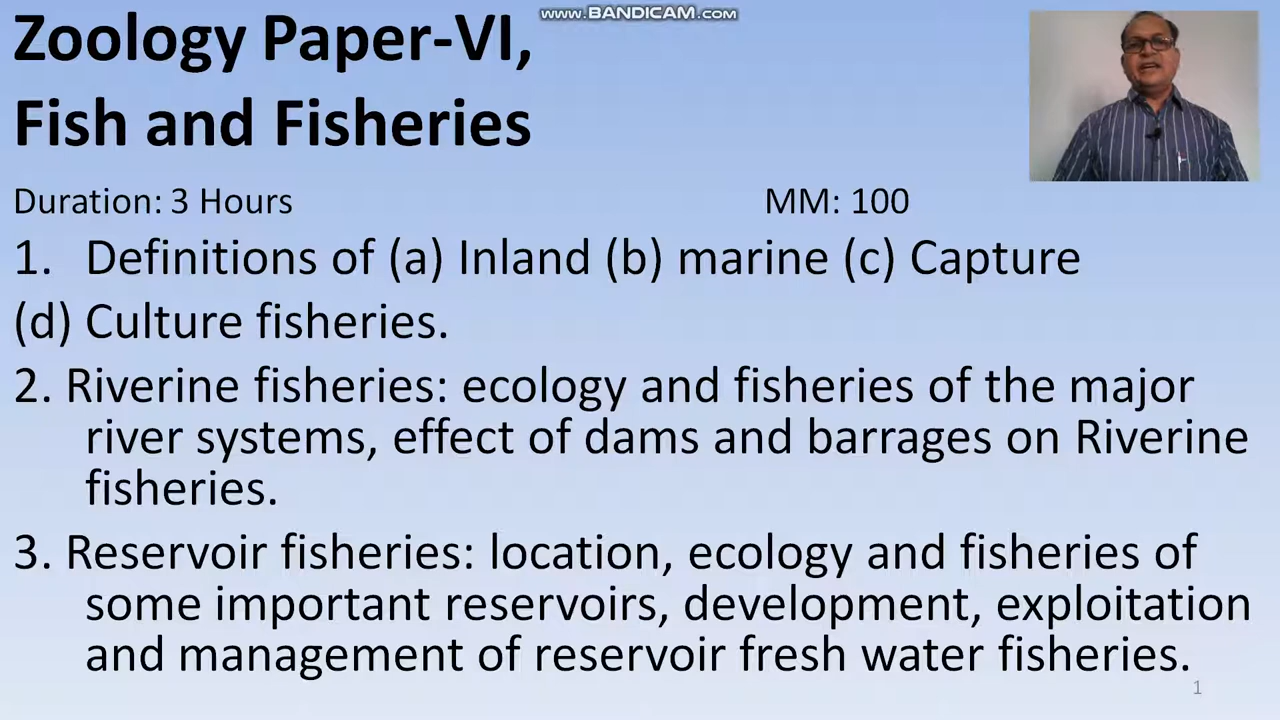 www.BANDICAM.com
Zoology Paper-VI,
Fish and Fisheries
Duration: 3 Hours MM: 100
1. Definitions of (a) Inland (b) marine (c) Capture
(d) Culture fisheries.
2. Riverine fisheries: ecology and fisheries of the major
river systems, effect of dams and barrages on Riverine
fisheries.
3. Reservoir fisheries: location, ecology and fisheries of
some important reservoirs, development, exploitation
and management of reservoir fresh water fisheries.
1